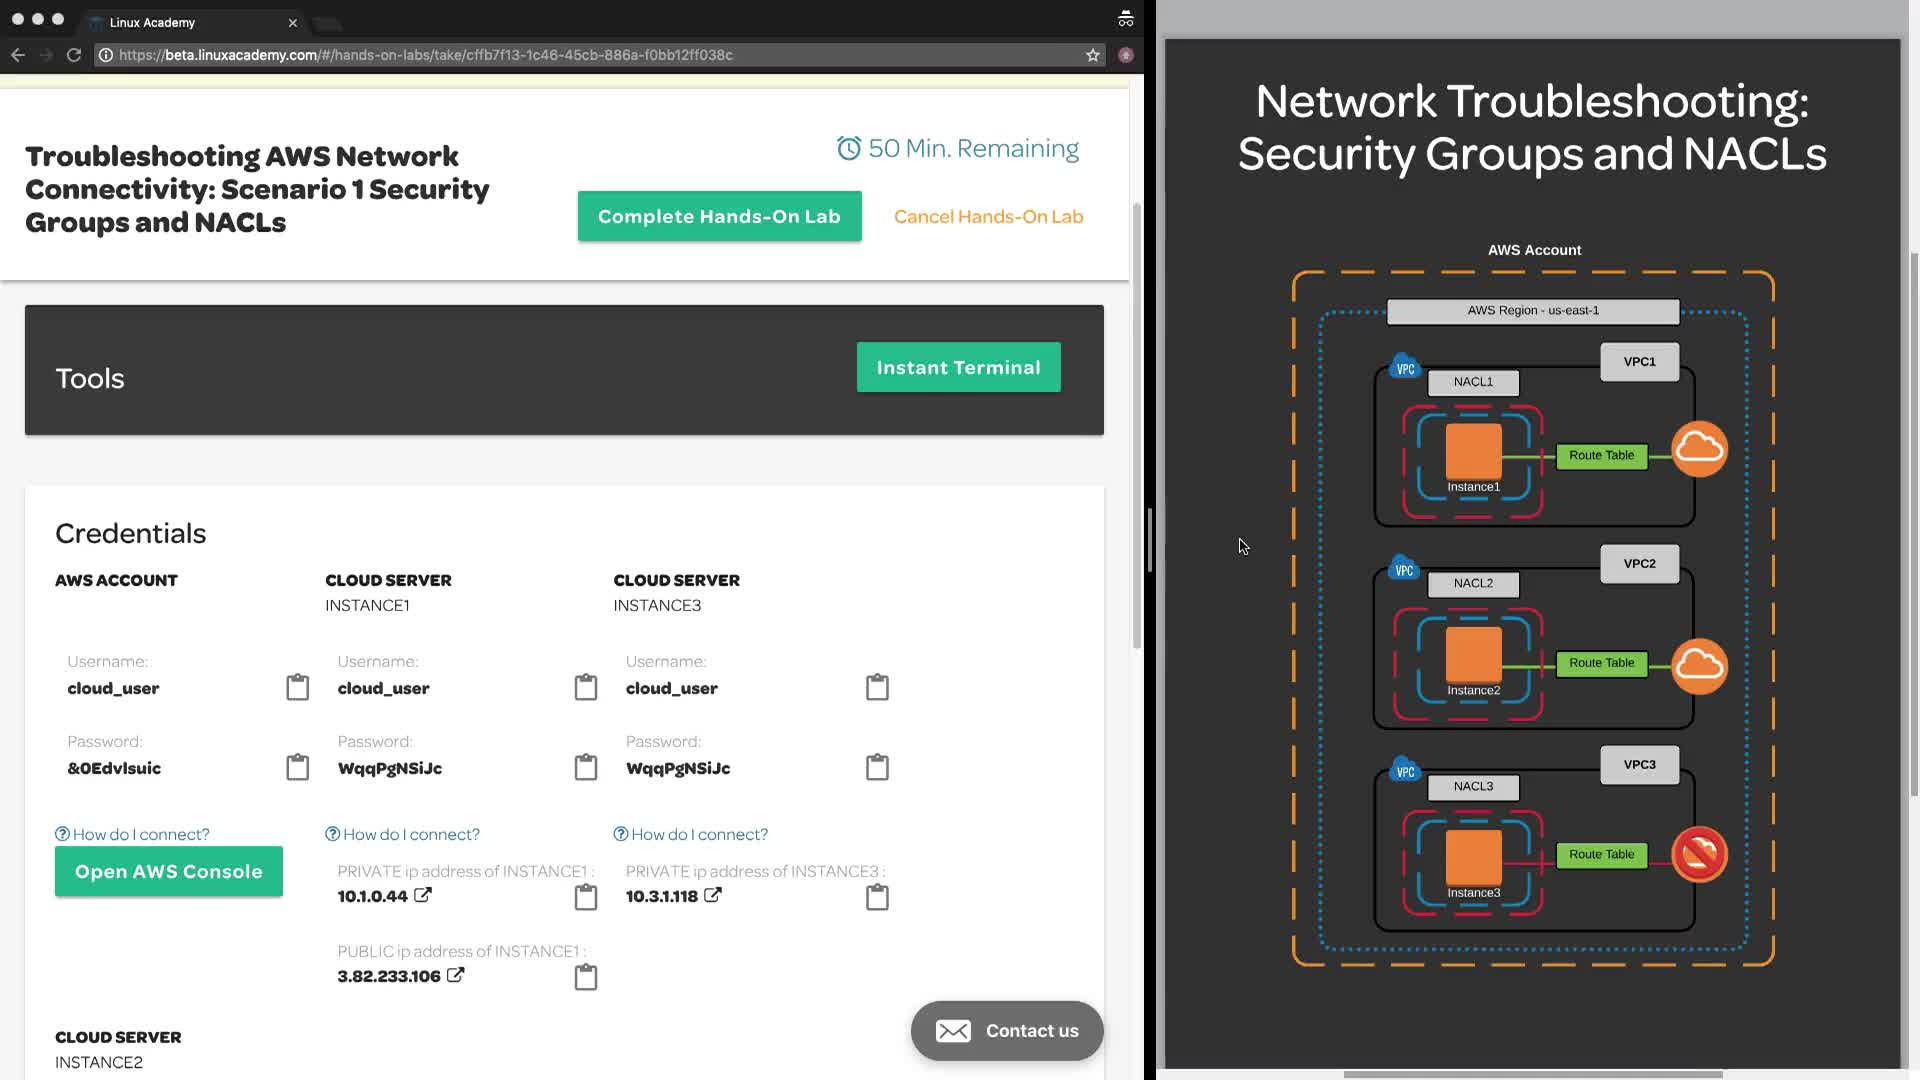 Linux Academy
https://beta.linuxacademy.com/#/hands-on-labs/take/cffb7f13-1c46-45cb-886a-f0bb12ff038c
Troubleshooting AWS Network
Connectivity: Scenario 1 Security
Groups and NACLs
50 Min. Remaining
Complete Hands-On Lab
Cancel Hands-On Lab
Tools
Instant Terminal
Credentials
AWS ACCOUNT
CLOUD SERVER
INSTANCE1
CLOUD SERVER
INSTANCE3
Username:
cloud_user
Username:
cloud_user
Username:
cloud_user
Password:
&0Edvlsuic
Password:
WqqPgNSiJc
Password:
WqqPgNSiJc
How do I connect?
Open AWS Console
How do I connect?
PRIVATE ip address of INSTANCE1 :
10.1.0.44
PUBLIC ip address of INSTANCE1 :
3.82.233.106
How do I connect?
PRIVATE ip address of INSTANCE3 :
10.3.1.118
CLOUD SERVER
INSTANCE2
Contact us
Network Troubleshooting:
Security Groups and NACLs
AWS Account
AWS Region - us-east-1
VPC1
VPC
NACL1
Instance1
Route Table
VPC2
VPC
NACL2
Instance2
Route Table
VPC3
VPC
NACL3
Instance3
Route Table